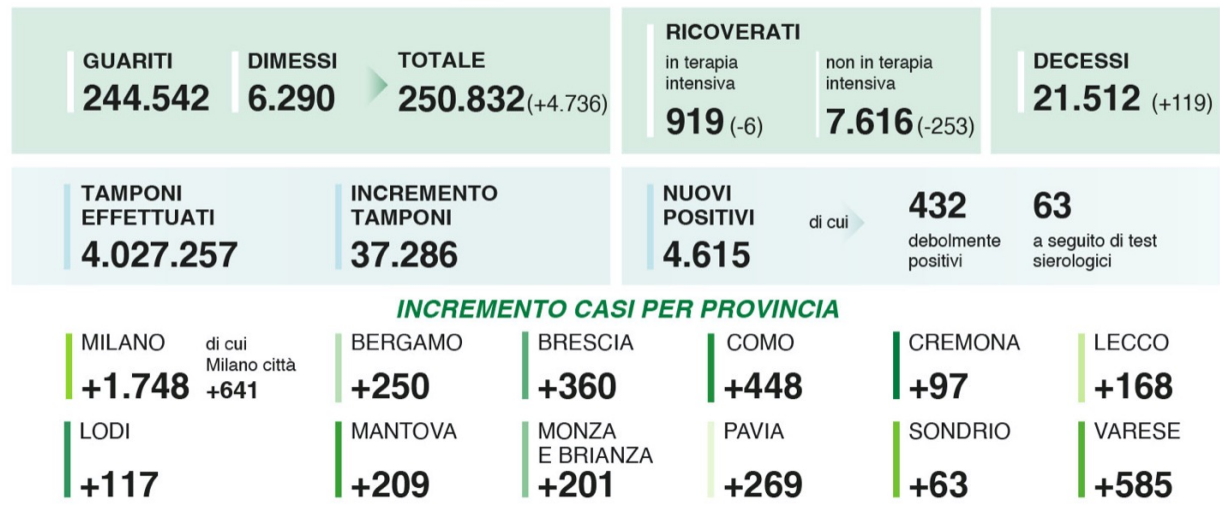 GUARITI
244.542
DIMESSI
6.290
TOTALE
250.832 (+4.736)
RICOVERATI
in terapia
intensiva
919 (-6)
non in terapia
intensiva
7.616 (-253)
DECESSI
21.512 (+119)
TAMPONI
EFFETTUATI
4.027.257
INCREMENTO
TAMPONI
37.286
NUOVI
POSITIVI
4.615
di cui
432
debolmente
positivi
63
a seguito di test
sierologici
INCREMENTO CASI PER PROVINCIA
MILANO
+1.748
di cui
Milano città
+641
BERGAMO
+250
BRESCIA
+360
COMO
+448
CREMONA
+97
LECCO
+168
LODI
+117
MANTOVA
+209
MONZA
E BRIANZA
+201
PAVIA
+269
SONDRIO
+63
VARESE
+585